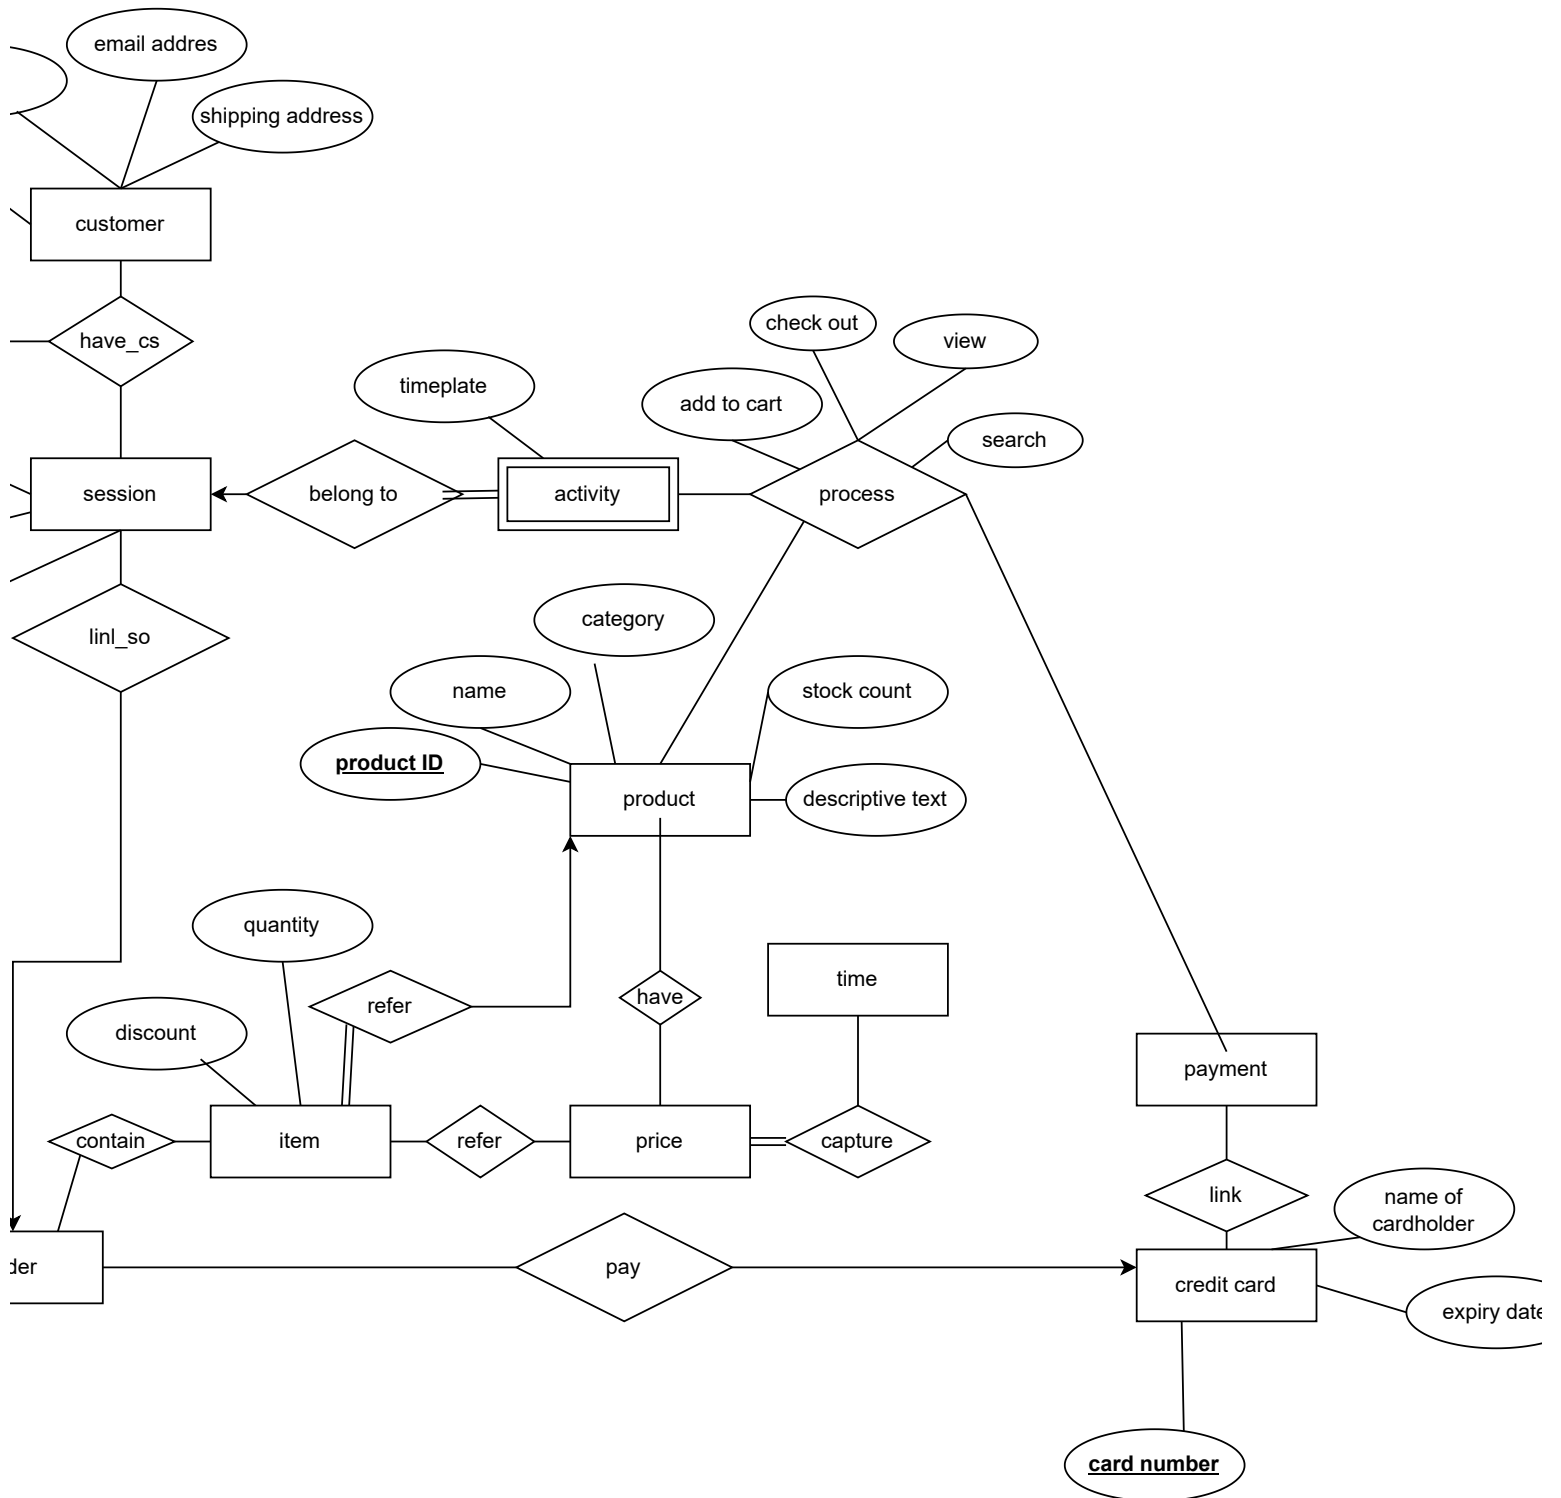 email addres
shipping address
customer
have_cs
check out
view
timeplate
add to cart
search
session
belong to
activity
process
linl_so
category
name
stock count
product ID
product
descriptive text
quantity
time
refer
have
discount
payment
contain
item
refer
price
capture
link
name of
cardholder
der
pay
credit card
expiry date
card number